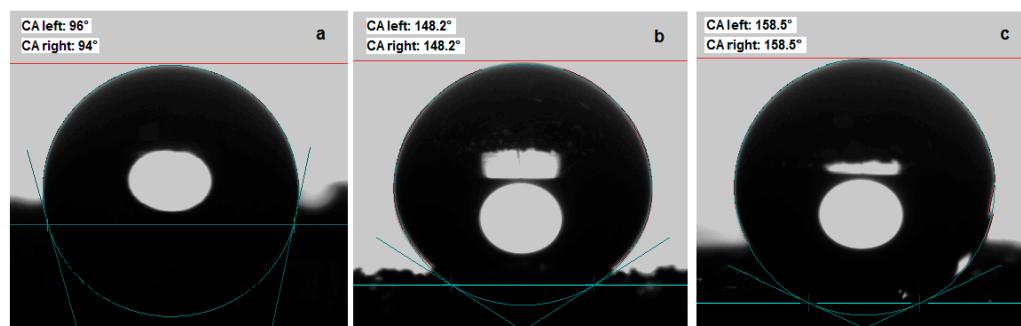 CA left: 96°
CA right: 94°
a
CA left: 148.2°
CA right: 148.2°
b
CA left: 158.5°
CA right: 158.5°
c